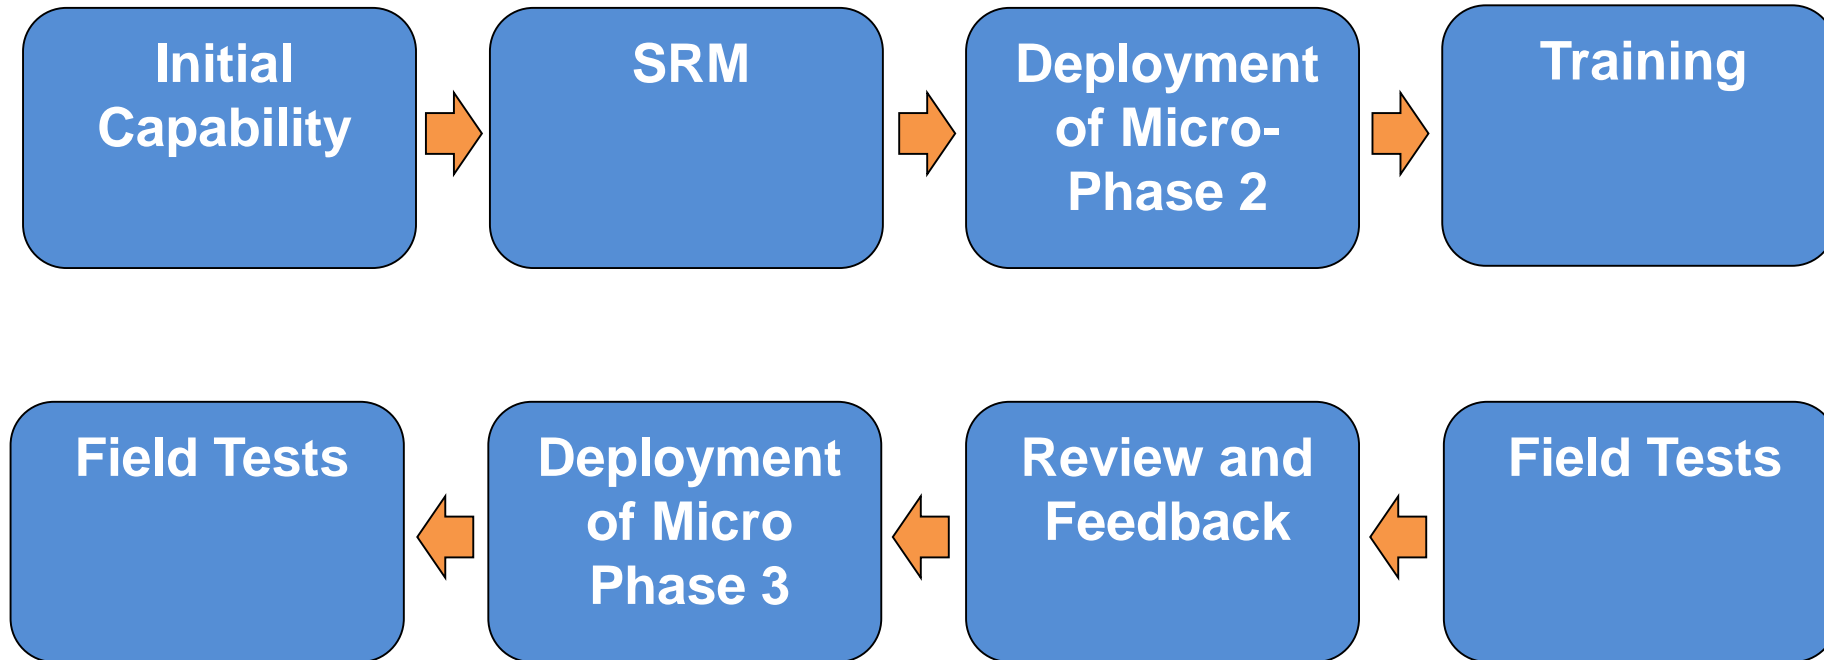 Initial
Capability
SRM
Deployment
of Micro-
Phase 2
Training
Field Tests
Deployment
of Micro
Phase 3
Review and
Feedback
Field Tests